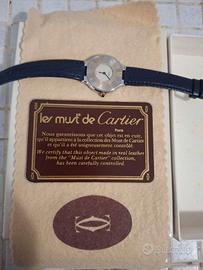 les must de Cartier
Paris
Nous garantissons que cet objet est en cuir,
qu'il appartient à la collection des Must de Cartier
et qu'il a été soigneusement contrôlé.
We certify that this object made in real leather
from the "Must de Cartier" collection,
has been carefully controlled.